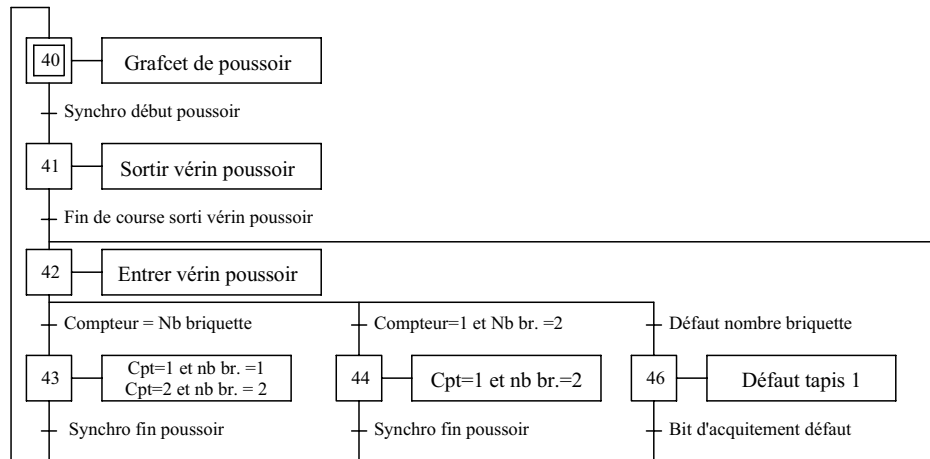 40 Grafcet de poussoir
Synchro début poussoir
41 Sortir vérin poussoir
Fin de course sorti vérin poussoir
42 Entrer vérin poussoir
Compteur = Nb briquette Compteur=1 et Nb br. =2 Défaut nombre briquette
43 Cpt=1 et nb br. =1
Cpt=2 et nb br. = 2
44 Cpt=1 et nb br.=2
46 Défaut tapis 1
Synchro fin poussoir Synchro fin poussoir Bit d'acquitement défaut